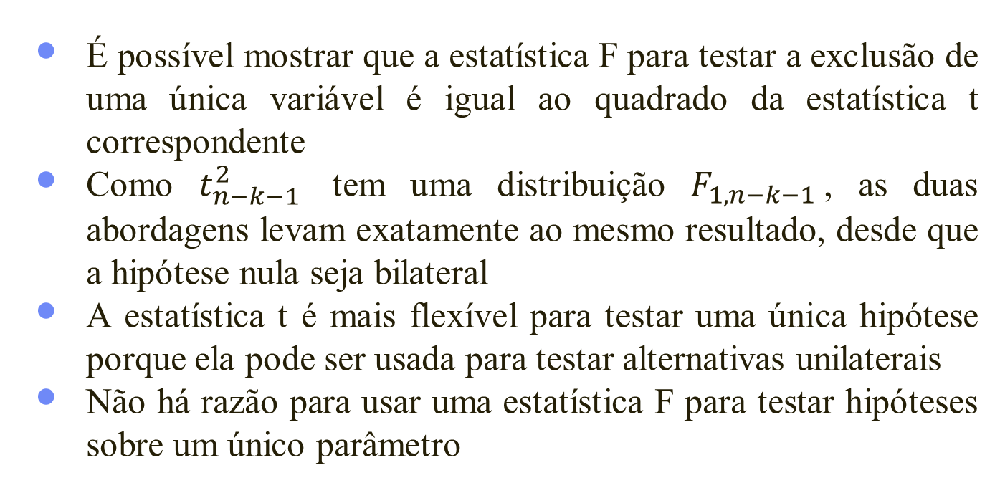 • É possível mostrar que a estatística F para testar a exclusão de
uma única variável é igual ao quadrado da estatística t
correspondente
• Como $t^2_{n-k-1}$ tem uma distribuição $F_{1,n-k-1}$, as duas
abordagens levam exatamente ao mesmo resultado, desde que
a hipótese nula seja bilateral
• A estatística t é mais flexível para testar uma única hipótese
porque ela pode ser usada para testar alternativas unilaterais
• Não há razão para usar uma estatística F para testar hipóteses
sobre um único parâmetro